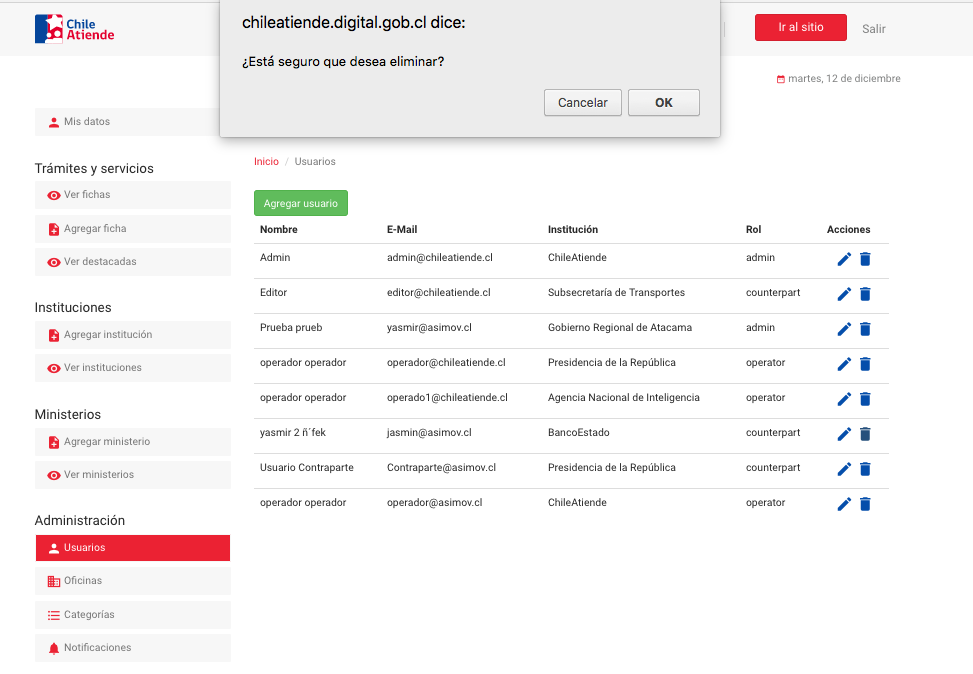 chileatiende.digital.gob.cl dice:
¿Está seguro que desea eliminar?
Cancelar OK
Chile
Atiende
Ir al sitio Salir
martes, 12 de diciembre
Mis datos
Trámites y servicios
Ver fichas
Agregar ficha
Ver destacadas
Instituciones
Agregar institución
Ver instituciones
Ministerios
Agregar ministerio
Ver ministerios
Administración
Usuarios
Oficinas
Categorías
Notificaciones
Inicio / Usuarios
Agregar usuario
Nombre E-Mail Institución Rol Acciones
Admin admin@chileatiende.cl ChileAtiende admin
Editor editor@chileatiende.cl Subsecretaría de Transportes counterpart
Prueba prueb yasmir@asimov.cl Gobierno Regional de Atacama admin
operador operador operador@chileatiende.cl Presidencia de la República operator
operador operador operado1@chileatiende.cl Agencia Nacional de Inteligencia operator
yasmir 2 ñ´fek jasmin@asimov.cl BancoEstado counterpart
Usuario Contraparte Contraparte@asimov.cl Presidencia de la República counterpart
operador operador operador@asimov.cl ChileAtiende operator